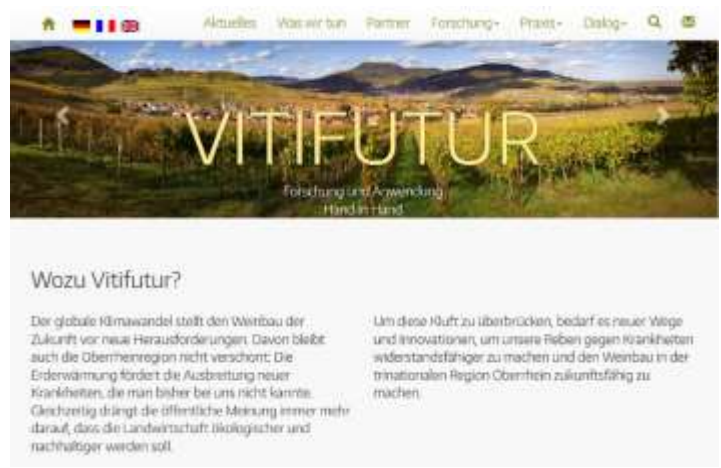 Aktuelles Was wir tun Partner Forschung Praxis Dialog
VITIFUTUR
Forschung und Anwendung
Hand in Hand
Wozu Vitifutur?
Der globale Klimawandel stellt den Weinbau der
Zukunft vor neue Herausforderungen. Davon bleibt
auch die Oberrheinregion nicht verschont: Die
Erderwärmung fördert die Ausbreitung neuer
Krankheiten, die man bisher bei uns nicht kannte.
Gleichzeitig drängt die öffentliche Meinung immer mehr
darauf, dass die Landwirtschaft ökologischer und
nachhaltiger werden soll.
Um diese Kluft zu überbrücken, bedarf es neuer Wege
und Innovationen, um unsere Reben gegen Krankheiten
widerstandsfähiger zu machen und den Weinbau in der
trinationalen Region Oberrhein zukunftsfähig zu
machen.